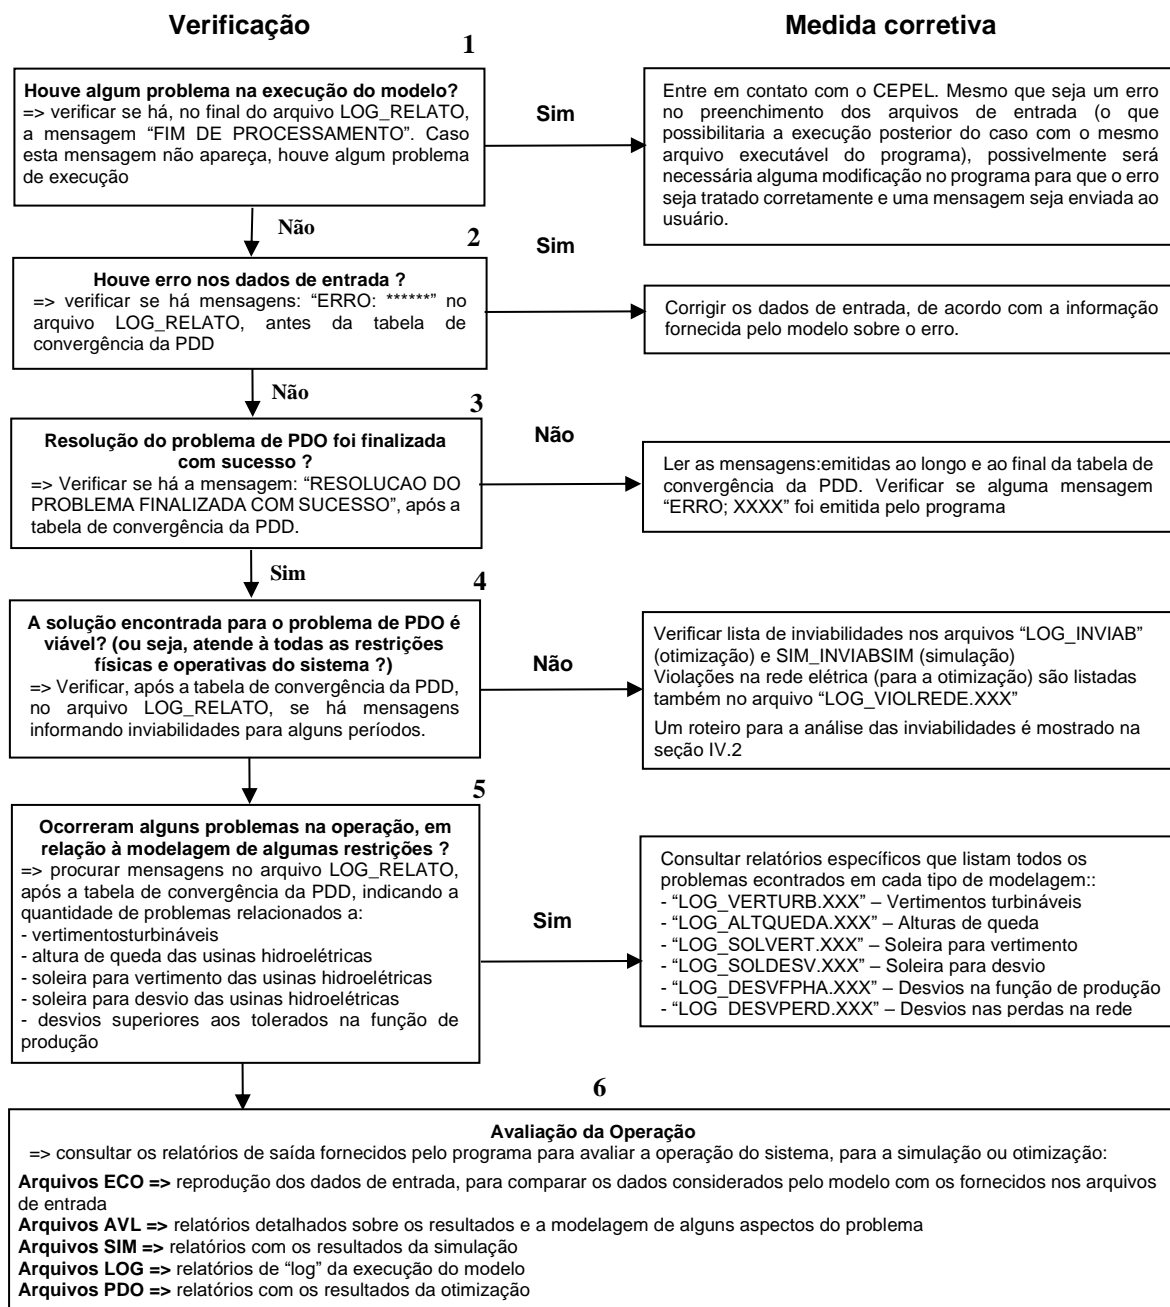 Verificação
Medida corretiva
1
Houve algum problema na execução do modelo?
=> verificar se há, no final do arquivo LOG_RELATO,
a mensagem “FIM DE PROCESSAMENTO”. Caso
esta mensagem não apareça, houve algum problema
de execução
Sim
Entre em contato com o CEPEL. Mesmo que seja um erro
no preenchimento dos arquivos de entrada (o que
possibilitaria a execução posterior do caso com o mesmo
arquivo executável do programa), possivelmente será
necessária alguma modificação no programa para que o erro
seja tratado corretamente e uma mensagem seja enviada ao
usuário.
Não
2
Houve erro nos dados de entrada ?
=> verificar se há mensagens: “ERRO: ******” no
arquivo LOG_RELATO, antes da tabela de
convergência da PDD
Sim
Corrigir os dados de entrada, de acordo com a informação
fornecida pelo modelo sobre o erro.
Não
3
Resolução do problema de PDO foi finalizada
com sucesso ?
=> Verificar se há a mensagem: “RESOLUCAO DO
PROBLEMA FINALIZADA COM SUCESSO”, após a
tabela de convergência da PDD.
Não
Ler as mensagens:emitidas ao longo e ao final da tabela de
convergência da PDD. Verificar se alguma mensagem
“ERRO; XXXX” foi emitida pelo programa
Sim
4
A solução encontrada para o problema de PDO é
viável? (ou seja, atende à todas as restrições
físicas e operativas do sistema ?)
=> Verificar, após a tabela de convergência da PDD,
no arquivo LOG_RELATO, se há mensagens
informando inviabilidades para alguns períodos.
Não
Verificar lista de inviabilidades nos arquivos “LOG_INVIAB”
(otimização) e SIM_INVIABSIM (simulação)
Violações na rede elétrica (para a otimização) são listadas
também no arquivo “LOG_VIOLREDE.XXX”
Um roteiro para a análise das inviabilidades é mostrado na
seção IV.2
5
Ocorreram alguns problemas na operação, em
relação à modelagem de algumas restrições ?
=> procurar mensagens no arquivo LOG_RELATO,
após a tabela de convergência da PDD, indicando a
quantidade de problemas relacionados a:
- vertimentosturbináveis
- altura de queda das usinas hidroelétricas
- soleira para vertimento das usinas hidroelétricas
- soleira para desvio das usinas hidroelétricas
- desvios superiores aos tolerados na função de
produção
Sim
Consultar relatórios específicos que listam todos os
problemas econtrados em cada tipo de modelagem::
- “LOG_VERTURB.XXX” – Vertimentos turbináveis
- “LOG_ALTQUEDA.XXX” – Alturas de queda
- “LOG_SOLVERT.XXX” – Soleira para vertimento
- “LOG_SOLDESV.XXX” – Soleira para desvio
- “LOG_DESVFPHA.XXX” – Desvios na função de produção
- “LOG_DESVPERD.XXX” – Desvios nas perdas na rede
6
Avaliação da Operação
=> consultar os relatórios de saída fornecidos pelo programa para avaliar a operação do sistema, para a simulação ou otimização:
Arquivos ECO => reprodução dos dados de entrada, para comparar os dados considerados pelo modelo com os fornecidos nos arquivos
de entrada
Arquivos AVL => relatórios detalhados sobre os resultados e a modelagem de alguns aspectos do problema
Arquivos SIM => relatórios com os resultados da simulação
Arquivos LOG => relatórios de “log” da execução do modelo
Arquivos PDO => relatórios com os resultados da otimização